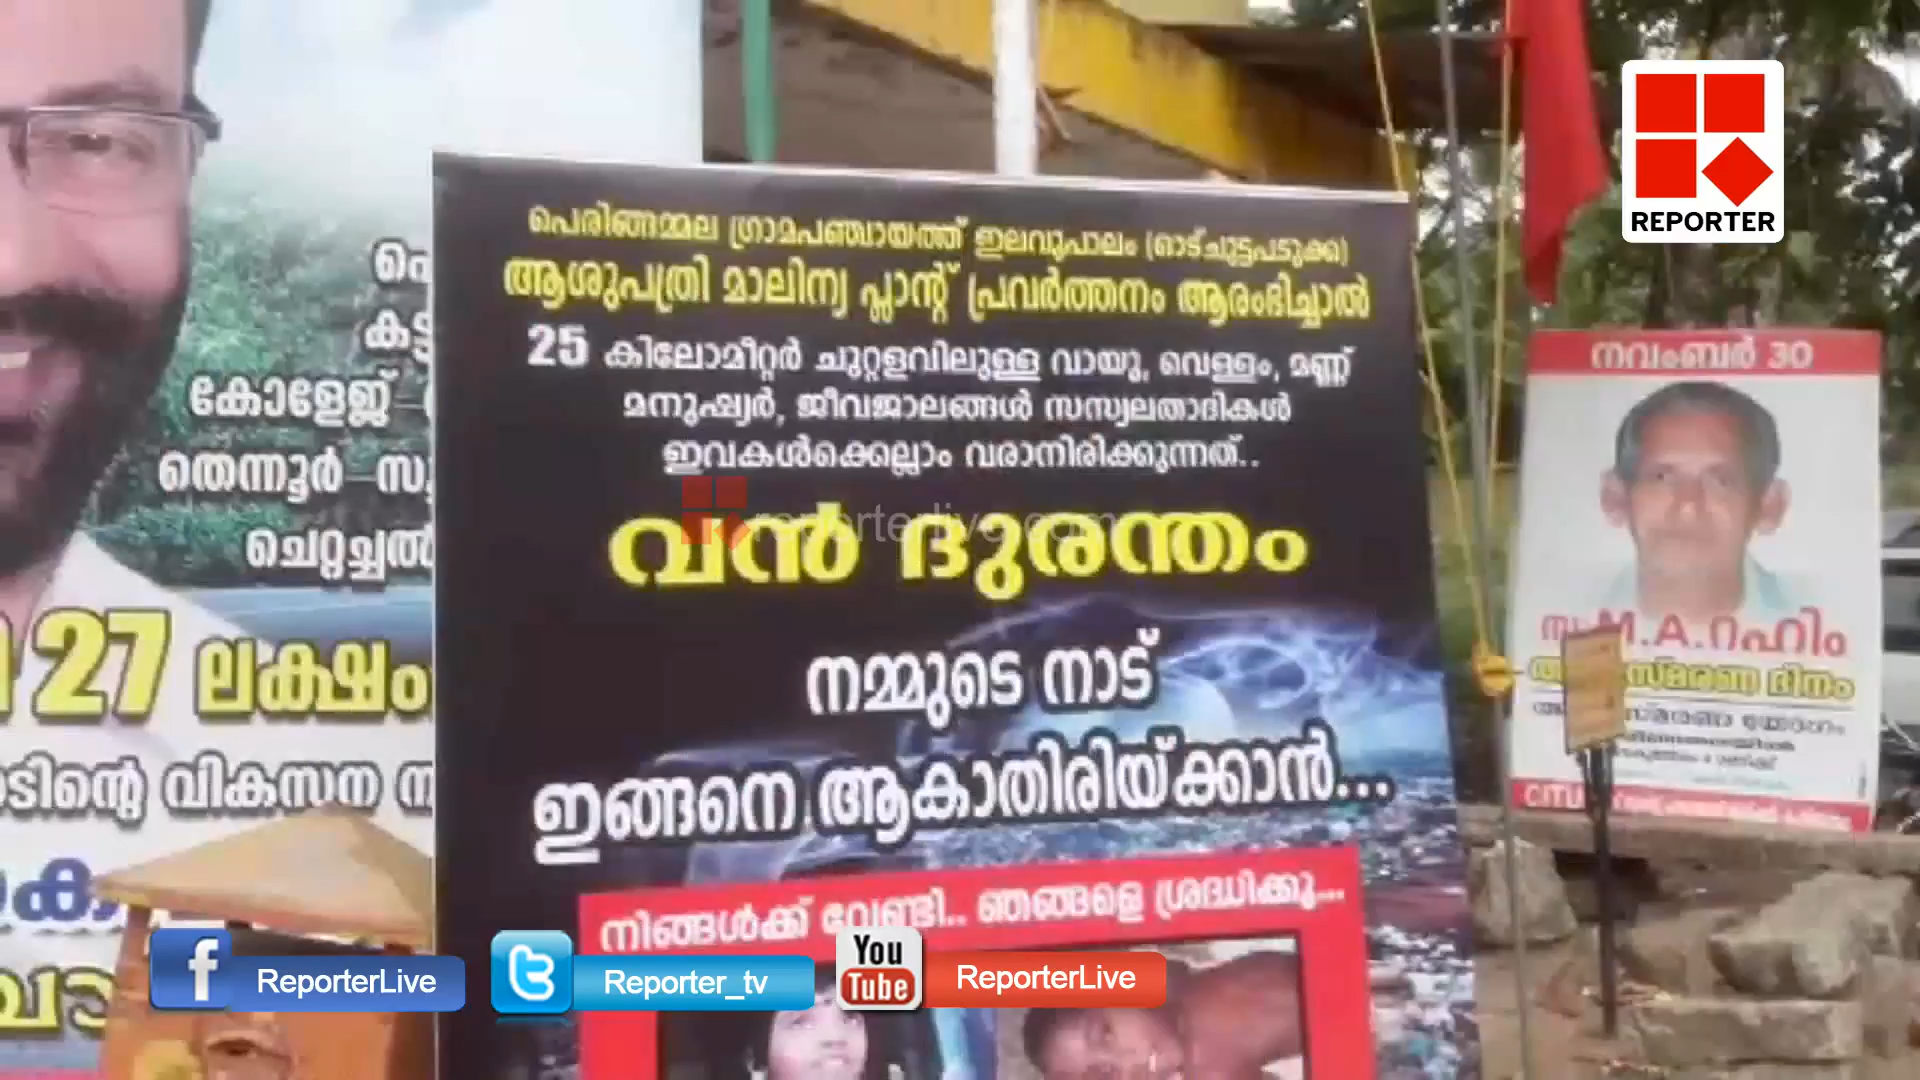 REPORTER
പെരിങ്ങമ്മല ഗ്രാമപഞ്ചായത്ത് ഇലവുപാലം (ഓട്ചുട്ടപടുക്ക)
ആശുപത്രി മാലിന്യ പ്ലാന്റ് പ്രവർത്തനം ആരംഭിച്ചാൽ
25 കിലോമീറ്റർ ചുറ്റളവിലുള്ള വായു, വെള്ളം, മണ്ണ്
മനുഷ്യർ, ജീവജാലങ്ങൾ സസ്യലതാദികൾ
ഇവകൾക്കെല്ലാം വരാനിരിക്കുന്നത്..
reporterlive.com
വൻ ദുരന്തം
നമ്മുടെ നാട്
ഇങ്ങനെ ആകാതിരിയ്ക്കാൻ...
നിങ്ങൾക്ക് വേണ്ടി.. ഞങ്ങളെ ശ്രദ്ധിക്കൂ...
കോളേജ്
തെന്നൂർ
ചെറ്റച്ചൽ
27 ലക്ഷം
വികസന
നവംബർ 30
സ: M.A.റഹിം
ദിനം
CITU
ReporterLive
Reporter_tv
You Tube
ReporterLive